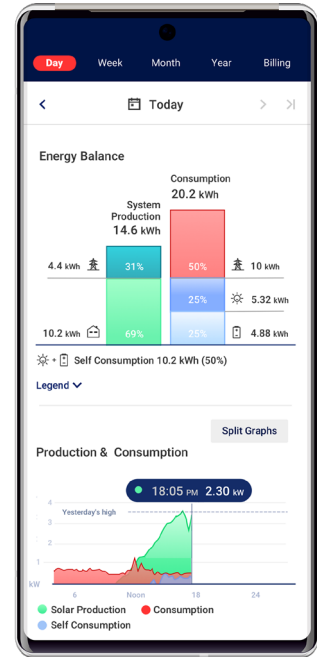 Day Week Month Year Billing
Today
Energy Balance
Consumption
20.2 kWh
System
Production
14.6 kWh
4.4 kWh 31% 50% 10 kWh
25% 5.32 kWh
10.2 kWh 69% 25% 4.88 kWh
+ Self Consumption 10.2 kWh (50%)
Legend
Split Graphs
Production & Consumption
18:05 PM 2.30 kW
4
Yesterday's high
3
2
1
kW
6 Noon 18 24
Solar Production Consumption
Self Consumption